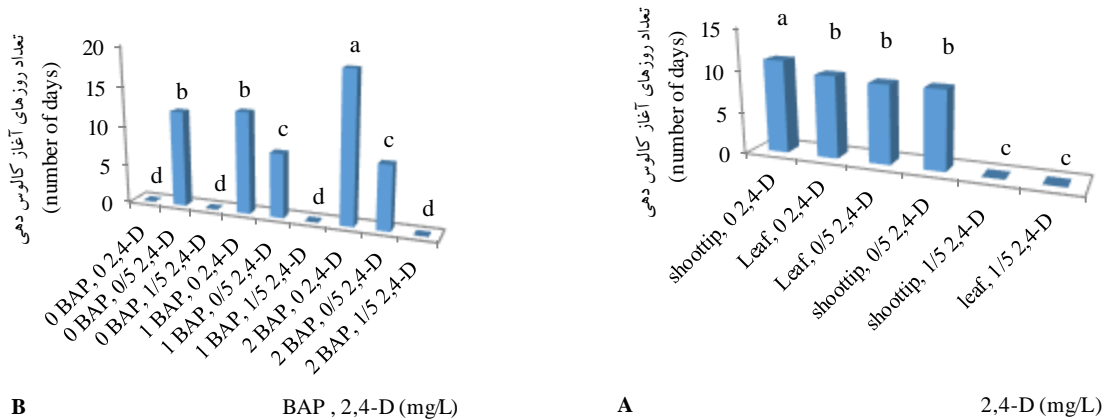 تعداد روزهای آغاز کالوس دهی
(number of days)
20
15
10
5
0
d
b
d
b
c
d
a
c
d
0 BAP, 0 2,4-D
0 BAP, 0/5 2,4-D
0 BAP, 1/5 2,4-D
1 BAP, 0 2,4-D
1 BAP, 0/5 2,4-D
1 BAP, 1/5 2,4-D
2 BAP, 0 2,4-D
2 BAP, 0/5 2,4-D
2 BAP, 1/5 2,4-D
B
BAP , 2,4-D (mg/L)
تعداد روزهای آغاز کالوس دهی
(number of days)
15
10
5
0
a
b
b
b
c
c
shoottip, 0 2,4-D
Leaf, 0 2,4-D
Leaf, 0/5 2,4-D
shoottip, 0/5 2,4-D
shoottip, 1/5 2,4-D
leaf, 1/5 2,4-D
A
2,4-D (mg/L)